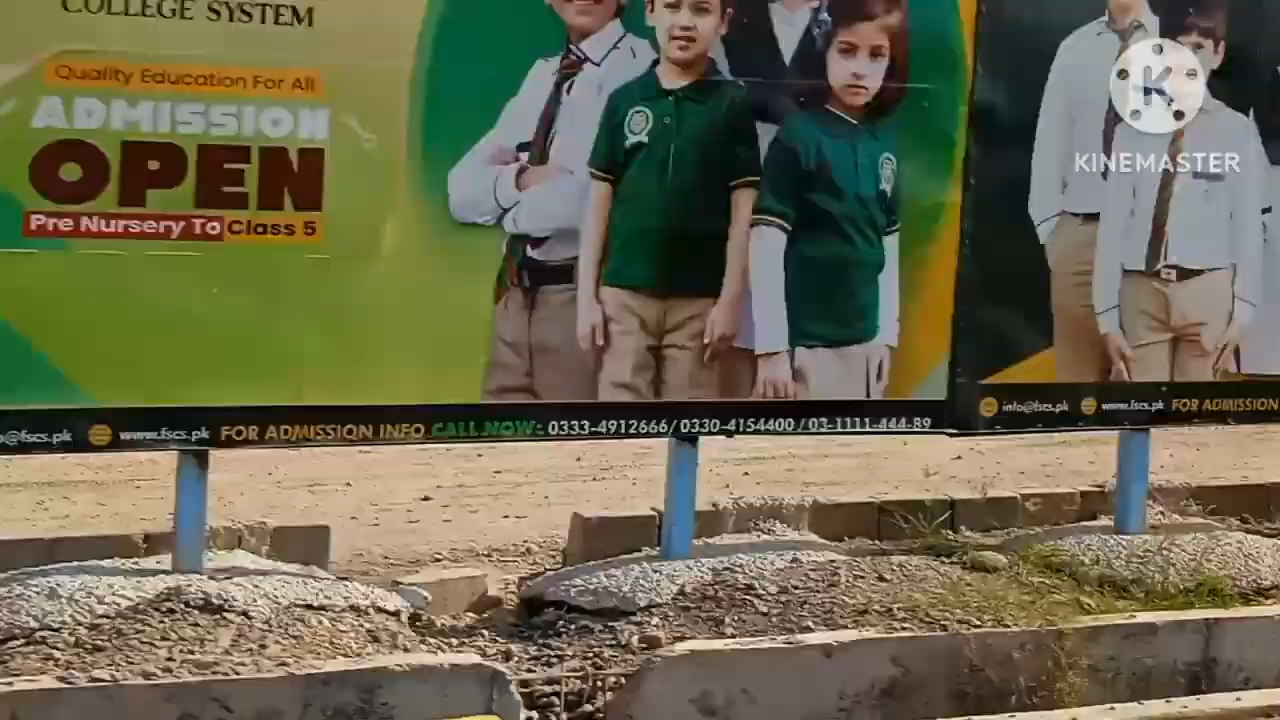 COLLEGE SYSTEM
Quality Education For All
ADMISSION
OPEN
Pre Nursery To Class 5
@fscs.pk www.fscs.pk FOR ADMISSION INFO CALL NOW: 0333-4912666/ 0330-4154400 / 03-1111-444-89
K
KINEMASTER
info@fscs.pk www.fscs.pk FOR ADMISSION